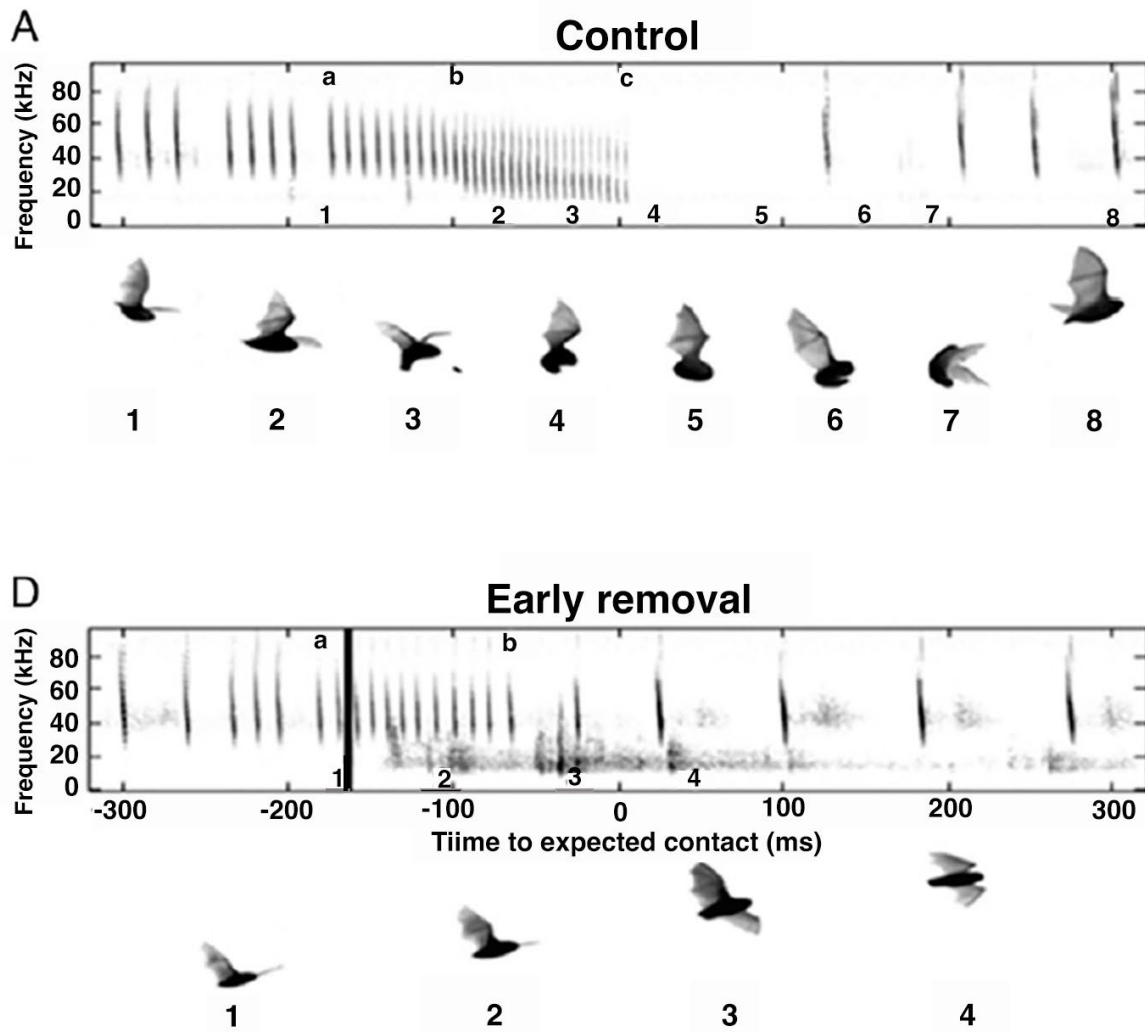 A
Control
Frequency (kHz)
80
60
40
20
0
a b c
1 2 3 4 5 6 7 8
1 2 3 4 5 6 7 8
D
Early removal
Frequency (kHz)
80
60
40
20
0
a b
1 2 3 4
-300 -200 -100 0 100 200 300
Tiime to expected contact (ms)
1 2 3 4